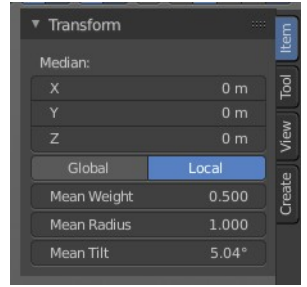 Transform
Median:
X 0 m
Y 0 m
Z 0 m
Global Local
Mean Weight 0.500
Mean Radius 1.000
Mean Tilt 5.04°
Item
Tool
View
Create